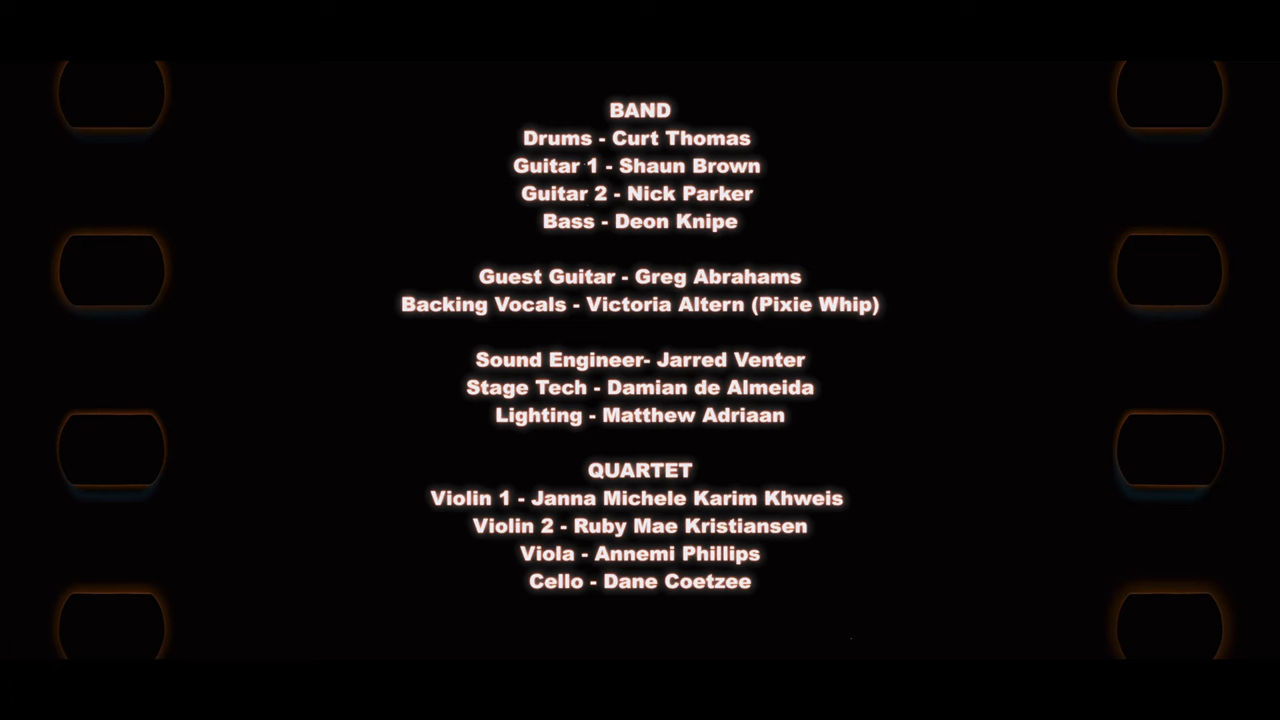 BAND
Drums - Curt Thomas
Guitar 1 - Shaun Brown
Guitar 2 - Nick Parker
Bass - Deon Knipe
Guest Guitar - Greg Abrahams
Backing Vocals - Victoria Altern (Pixie Whip)
Sound Engineer- Jarred Venter
Stage Tech - Damian de Almeida
Lighting - Matthew Adriaan
QUARTET
Violin 1 - Janna Michele Karim Khweis
Violin 2 - Ruby Mae Kristiansen
Viola - Annemi Phillips
Cello - Dane Coetzee